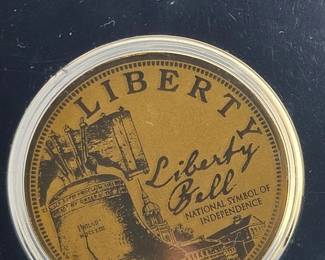 LIBERTY
Liberty
Bell
NATIONAL SYMBOL OF
INDEPENDENCE